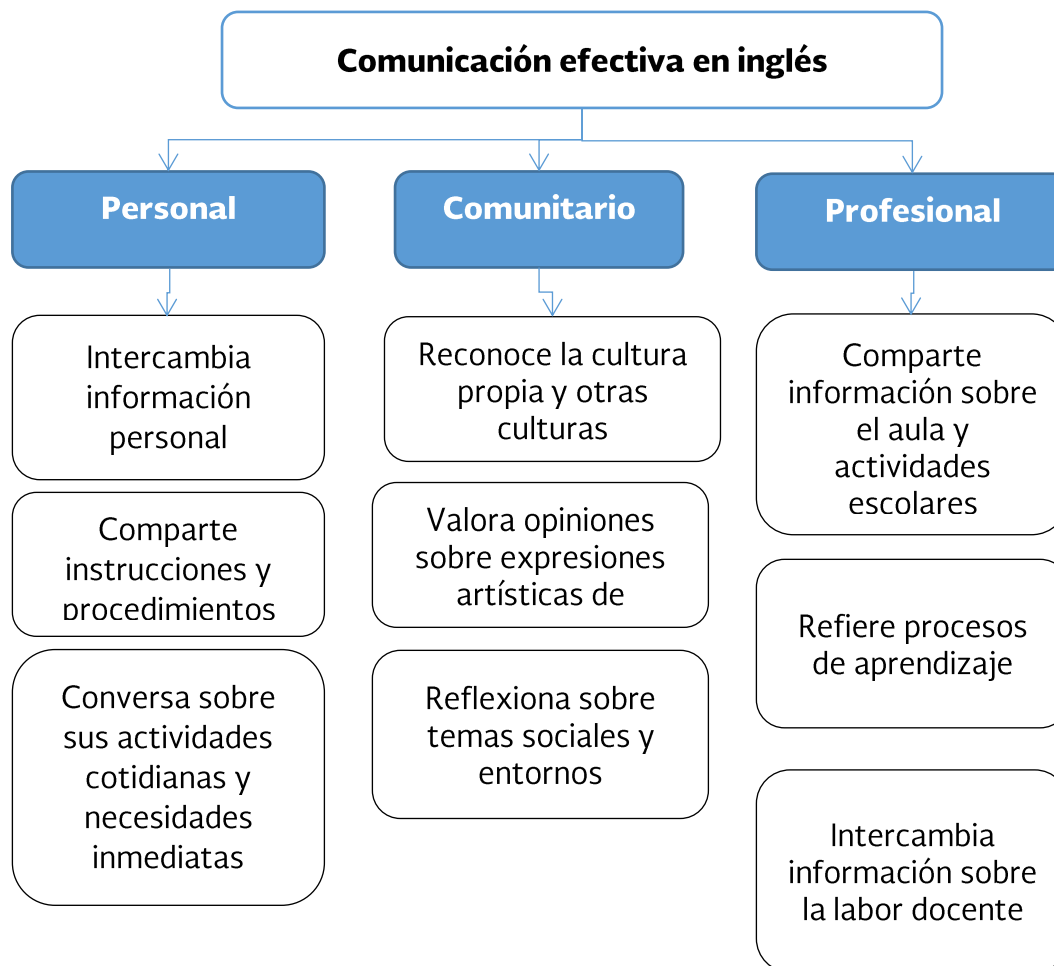 Comunicación efectiva en inglés
Personal
Comunitario
Profesional
Intercambia
información
personal
Comparte
instrucciones y
procedimientos
Conversa sobre
sus actividades
cotidianas y
necesidades
inmediatas
Reconoce la cultura
propia y otras
culturas
Valora opiniones
sobre expresiones
artísticas de
Reflexiona sobre
temas sociales y
entornos
Comparte
información sobre
el aula y
actividades
escolares
Refiere procesos
de aprendizaje
Intercambia
información sobre
la labor docente